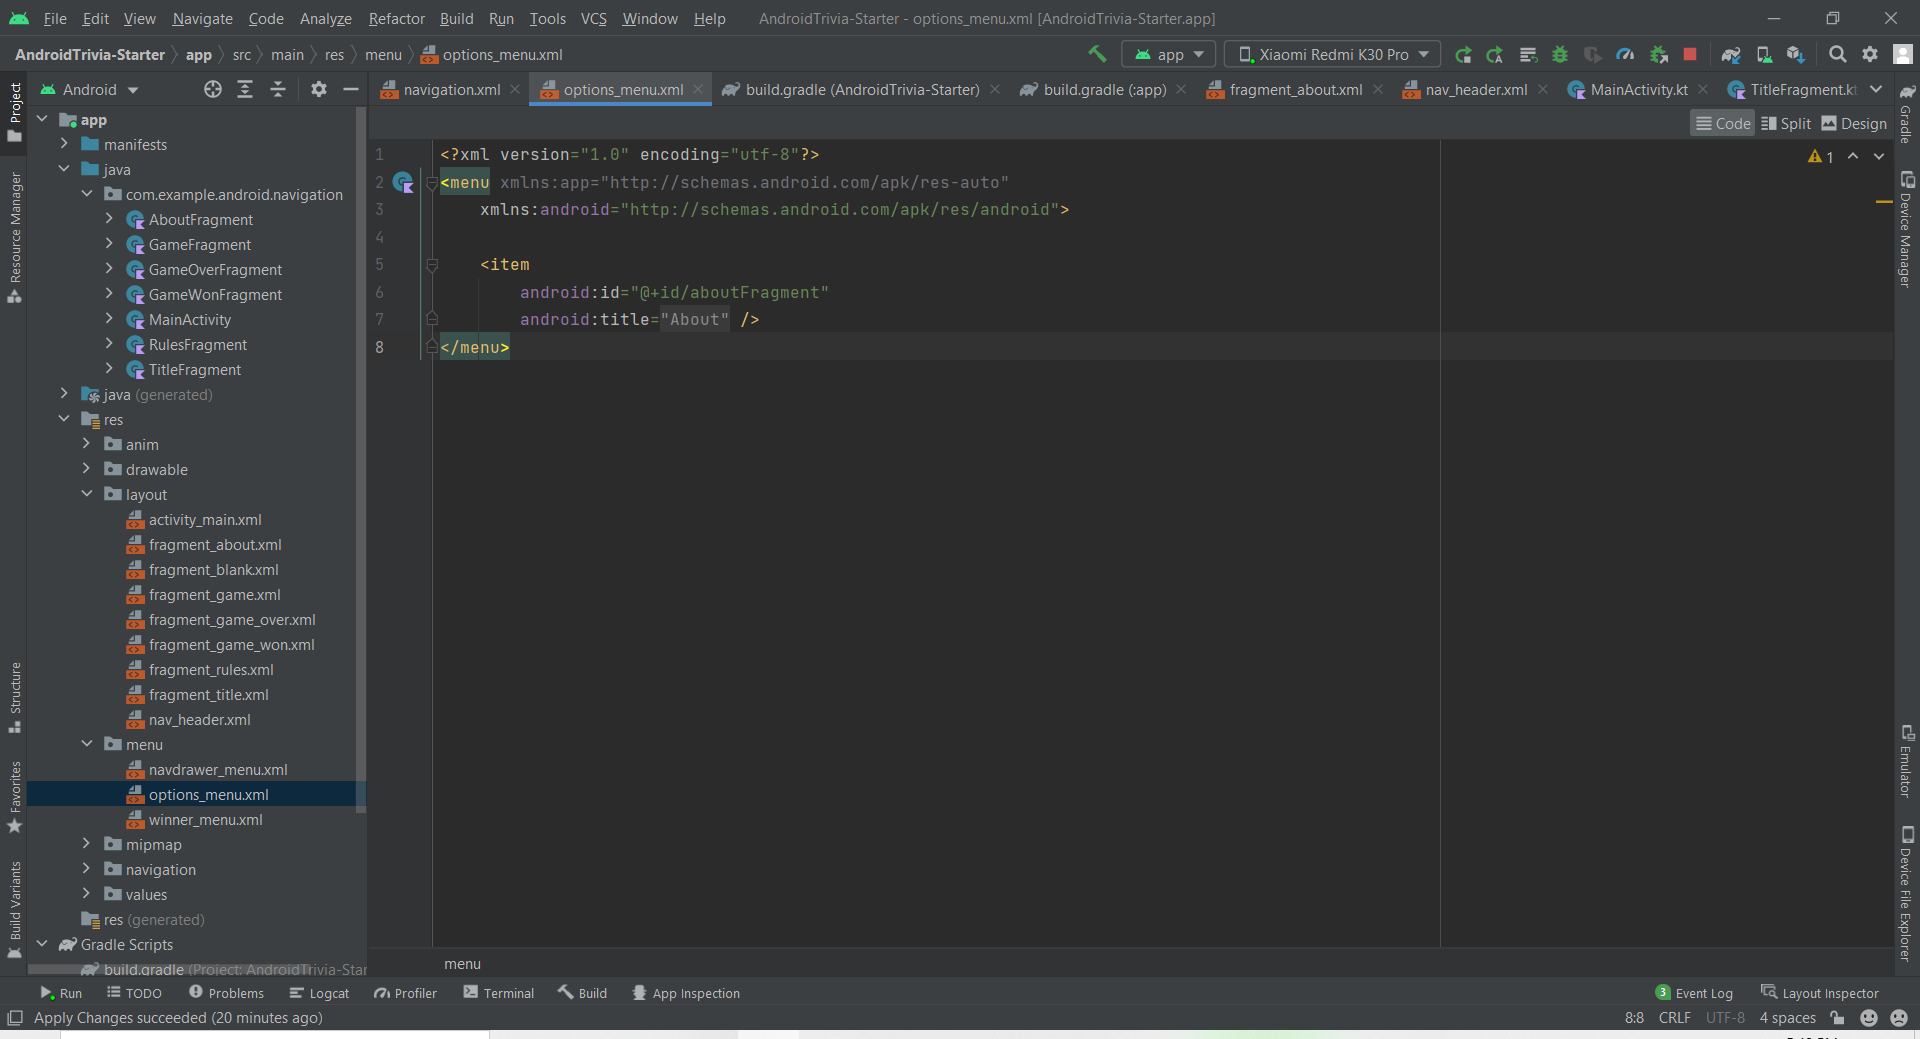 File Edit View Navigate Code Analyze Refactor Build Run Tools VCS Window Help AndroidTrivia-Starter - options_menu.xml [AndroidTrivia-Starter.app]
AndroidTrivia-Starter app src main res menu options_menu.xml app Xiaomi Redmi K30 Pro
Android navigation.xml options_menu.xml build.gradle (AndroidTrivia-Starter) build.gradle (:app) fragment_about.xml nav_header.xml MainActivity.kt TitleFragment.kt
Code Split Design
Project
Resource Manager
Structure
Favorites
Build Variants
app
manifests
java
com.example.android.navigation
AboutFragment
GameFragment
GameOverFragment
GameWonFragment
MainActivity
RulesFragment
TitleFragment
java (generated)
res
anim
drawable
layout
activity_main.xml
fragment_about.xml
fragment_blank.xml
fragment_game.xml
fragment_game_over.xml
fragment_game_won.xml
fragment_rules.xml
fragment_title.xml
nav_header.xml
menu
navdrawer_menu.xml
options_menu.xml
winner_menu.xml
mipmap
navigation
values
res (generated)
Gradle Scripts
build.gradle (Project: AndroidTrivia-Star
1 <?xml version="1.0" encoding="utf-8"?>
2 <menu xmlns:app="http://schemas.android.com/apk/res-auto"
3 xmlns:android="http://schemas.android.com/apk/res/android">
4
5 <item
6 android:id="@+id/aboutFragment"
7 android:title="About" />
8 </menu>
1
menu
Gradle
Device Manager
Emulator
Device File Explorer
Run TODO Problems Logcat Profiler Terminal Build App Inspection 3 Event Log Layout Inspector
Apply Changes succeeded (20 minutes ago) 8:8 CRLF UTF-8 4 spaces